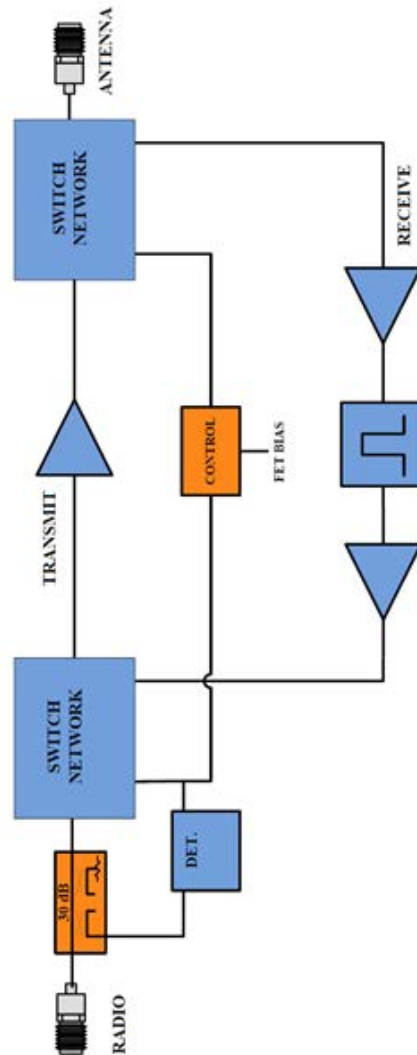 RADIO
30 dB
DET.
SWITCH
NETWORK
TRANSMIT
CONTROL
FET BIAS
SWITCH
NETWORK
ANTENNA
RECEIVE